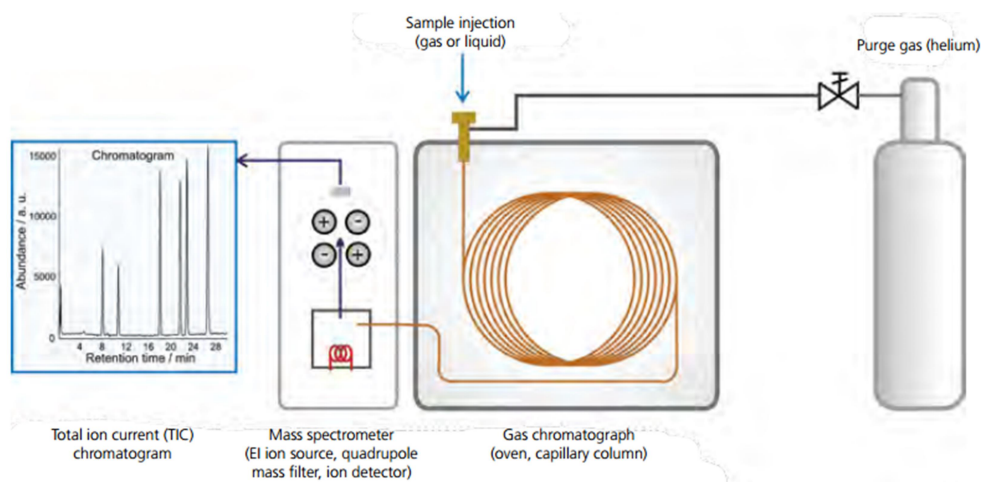 Sample injection
(gas or liquid)
Purge gas (helium)
Chromatogram
15000
10000
5000
0
Abundance / a. u.
4 8 12 16 20 24 28
Retention time / min
+ -
- +
Total ion current (TIC)
chromatogram
Mass spectrometer
(EI ion source, quadrupole
mass filter, ion detector)
Gas chromatograph
(oven, capillary column)